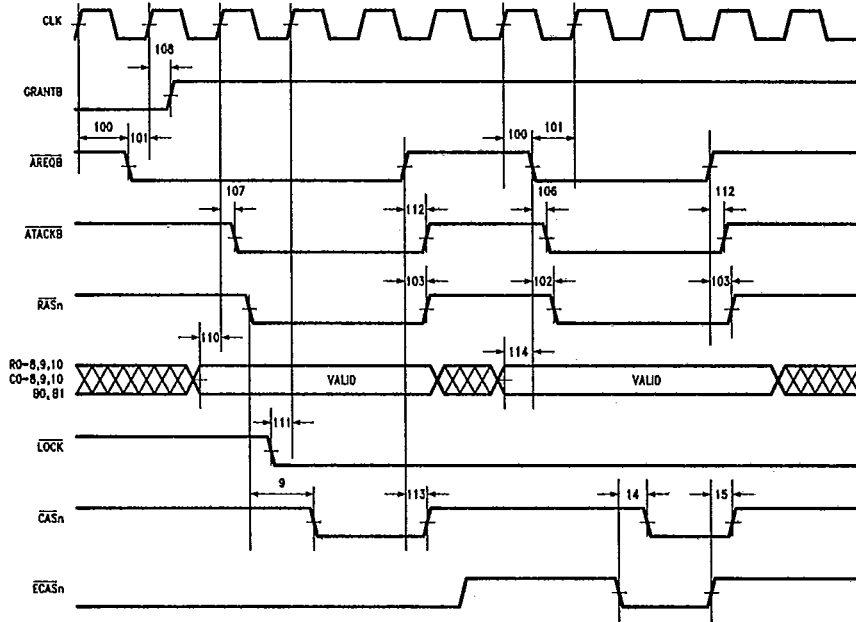 CLK
108
GRANTB
100 101 100 101
AREQB
107 112 106 112
ATACKB
103 102 103
RASn
110 114
R0-8,9,10
C0-8,9,10
B0,B1
VALID VALID
111
LOCK
9 113 14 15
CASn
ECASn